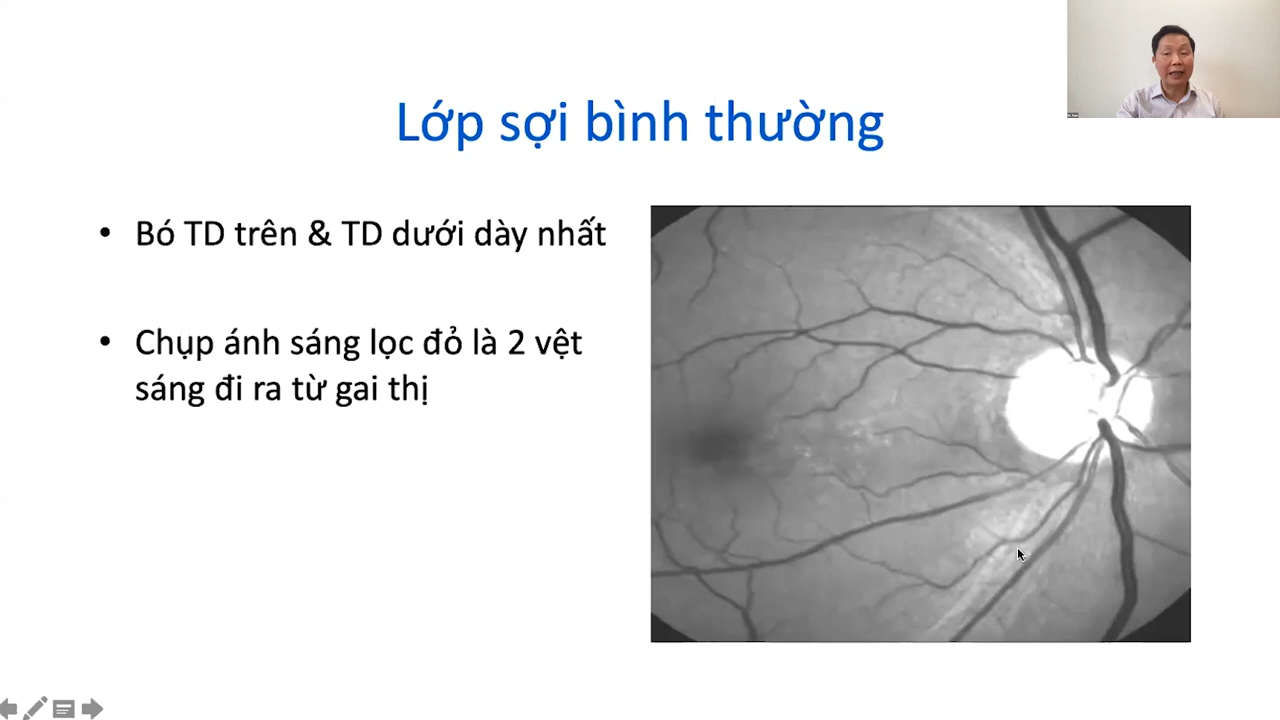 Lớp sợi bình thường
• Bó TD trên & TD dưới dày nhất
• Chụp ánh sáng lọc đỏ là 2 vệt
sáng đi ra từ gai thị